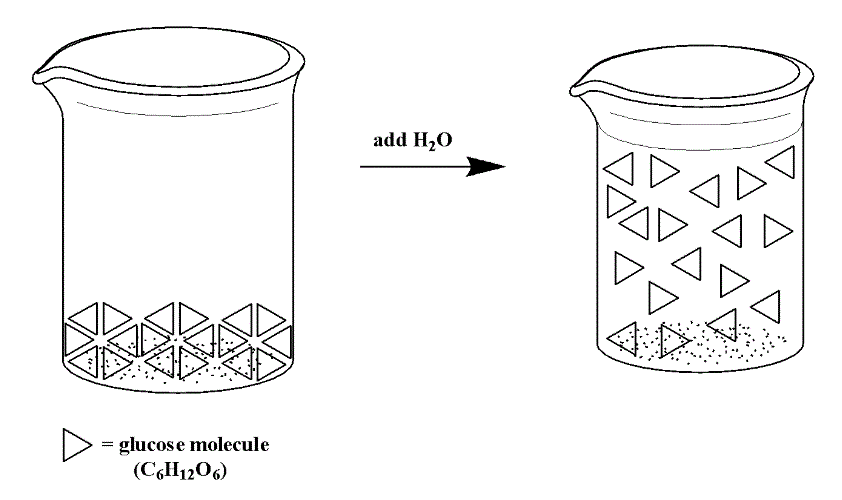 add H₂O
= glucose molecule
(C₆H₁₂O₆)